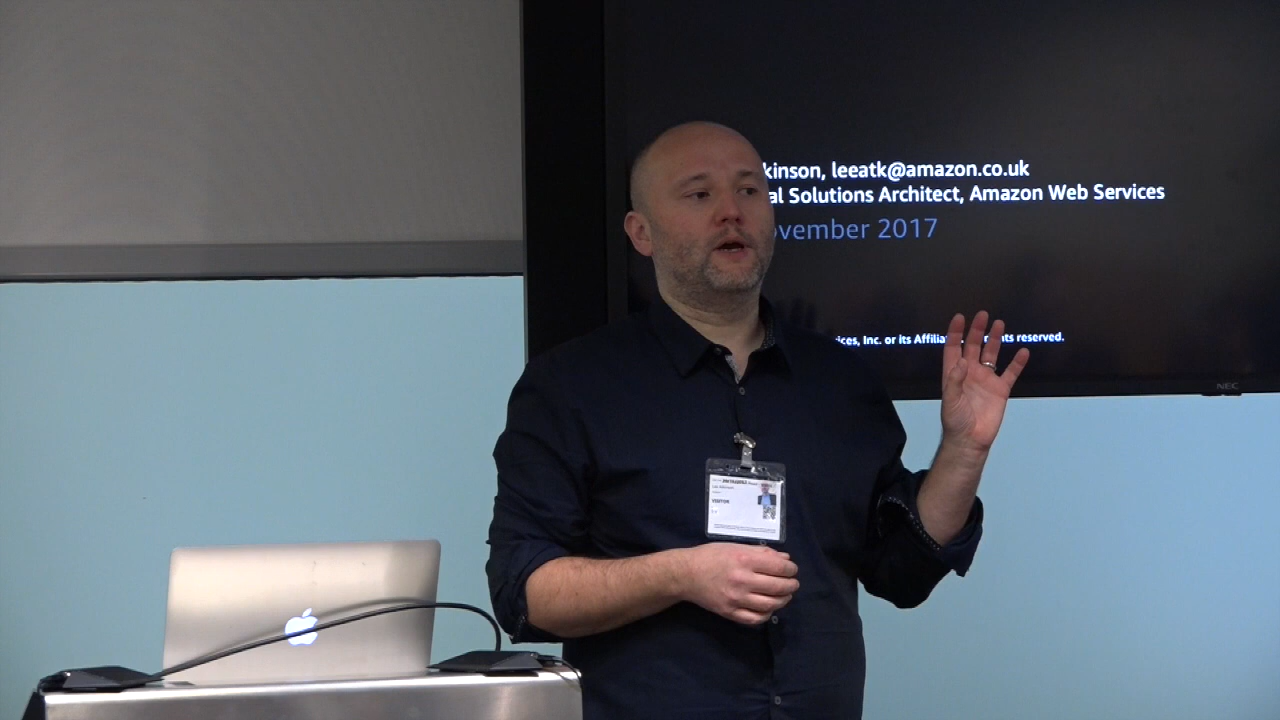 kinson, leeatk@amazon.co.uk
al Solutions Architect, Amazon Web Services
ovember 2017
ices, Inc. or its Affilia ts reserved.
NEC
VISITOR